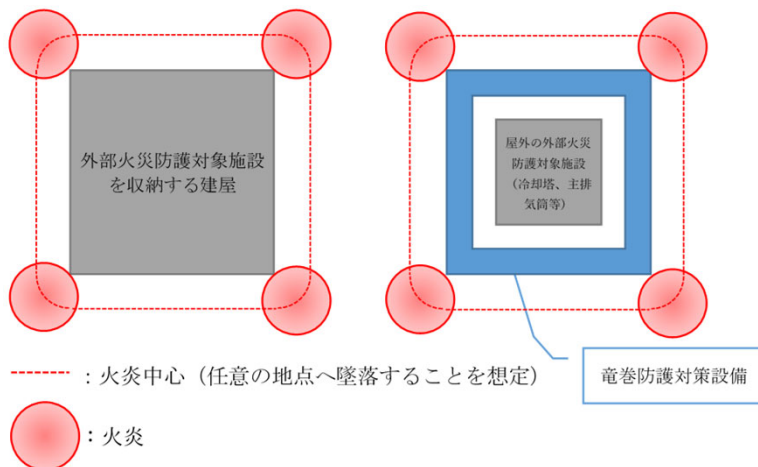 外部火災防護対象施設
を収納する建屋
屋外の外部火災
防護対象施設
（冷却塔、主排
気筒等）
：火炎中心（任意の地点へ墜落することを想定）
竜巻防護対策設備
：火炎